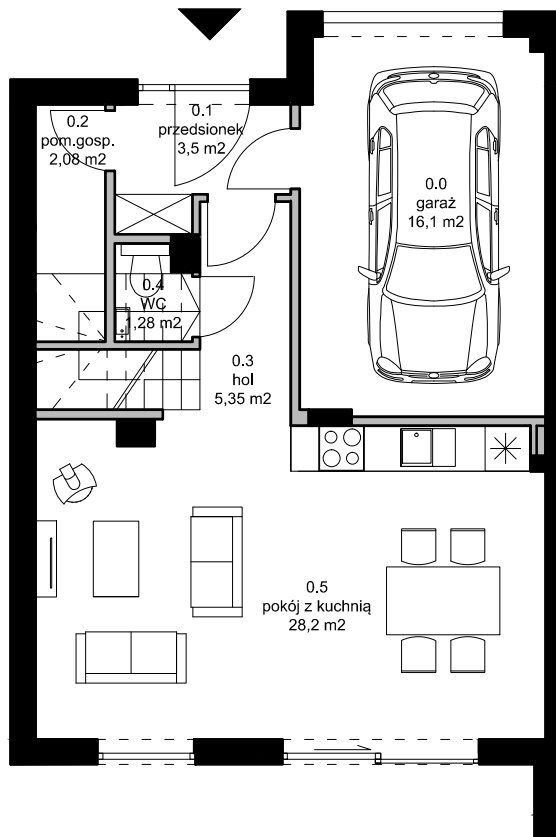 0.1
przedsionek
3,5 m2
0.2
pom.gosp.
2,08 m2
0.0
garaż
16,1 m2
0.4
WC
1,28 m2
0.3
hol
5,35 m2
0.5
pokój z kuchnią
28,2 m2